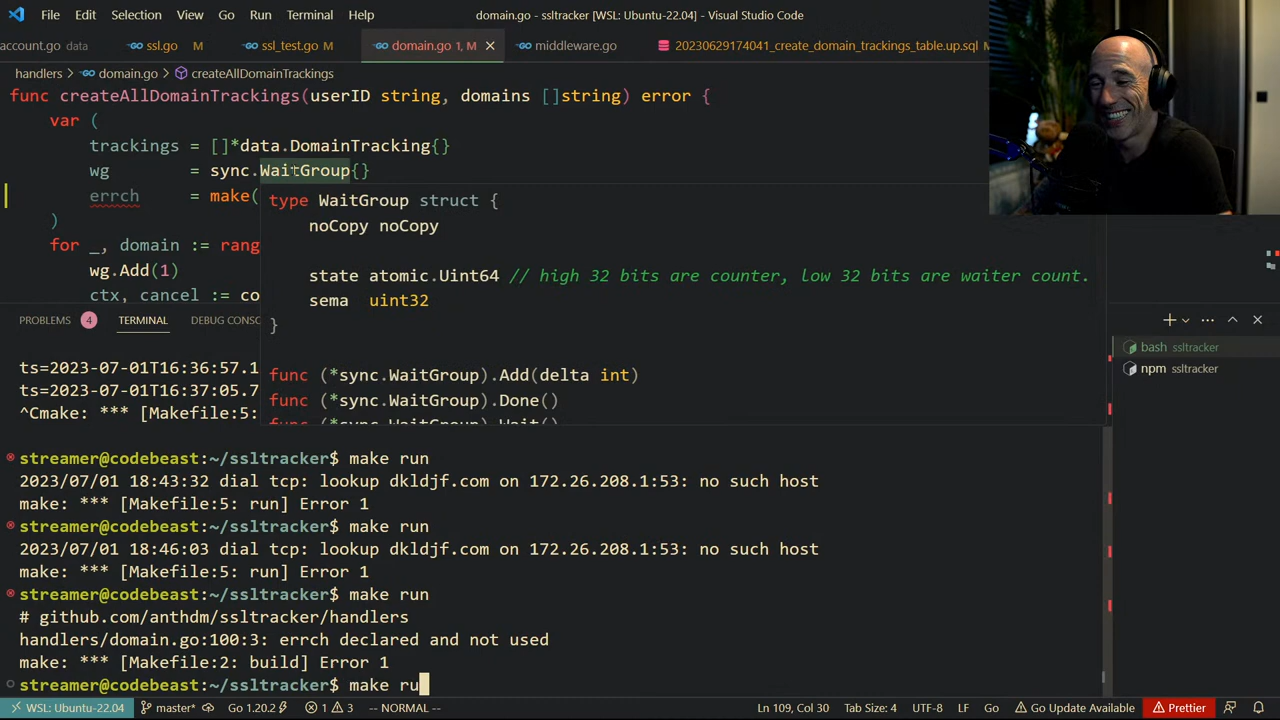 File Edit Selection View Go Run Terminal Help
domain.go - ssltracker [WSL: Ubuntu-22.04] - Visual Studio Code
account.go data ssl.go M ssl_test.go M domain.go 1, M middleware.go 20230629174041_create_domain_trackings_table.up.sql
handlers > domain.go > createAllDomainTrackings
func createAllDomainTrackings(userID string, domains []string) error {
var (
trackings = []*data.DomainTracking{}
wg = sync.WaitGroup{}
errch = make(
)
for _, domain := rang
wg.Add(1)
ctx, cancel := co
type WaitGroup struct {
noCopy noCopy
state atomic.Uint64 // high 32 bits are counter, low 32 bits are waiter count.
sema uint32
}
func (*sync.WaitGroup).Add(delta int)
func (*sync.WaitGroup).Done()
func (*sync.WaitGroup).Wait()
PROBLEMS 4 TERMINAL DEBUG CONSO
bash ssltracker
npm ssltracker
ts=2023-07-01T16:36:57.1
ts=2023-07-01T16:37:05.7
^Cmake: *** [Makefile:5:
streamer@codebeast:~/ssltracker$ make run
2023/07/01 18:43:32 dial tcp: lookup dkldjf.com on 172.26.208.1:53: no such host
make: *** [Makefile:5: run] Error 1
streamer@codebeast:~/ssltracker$ make run
2023/07/01 18:46:03 dial tcp: lookup dkldjf.com on 172.26.208.1:53: no such host
make: *** [Makefile:5: run] Error 1
streamer@codebeast:~/ssltracker$ make run
# github.com/anthdm/ssltracker/handlers
handlers/domain.go:100:3: errch declared and not used
make: *** [Makefile:2: build] Error 1
streamer@codebeast:~/ssltracker$ make ru
WSL: Ubuntu-22.04 master* Go 1.20.2 1 3 -- NORMAL -- Ln 109, Col 30 Tab Size: 4 UTF-8 LF Go Go Update Available Prettier